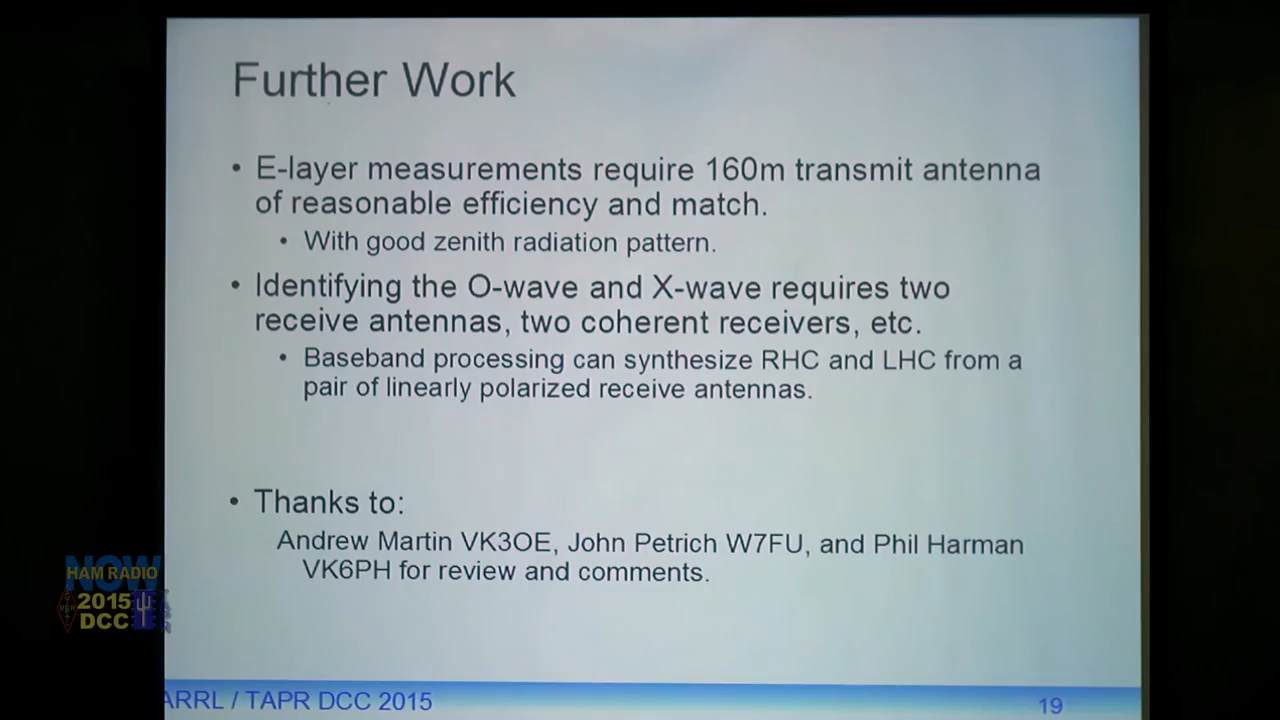 Further Work
• E-layer measurements require 160m transmit antenna
of reasonable efficiency and match.
• With good zenith radiation pattern.
• Identifying the O-wave and X-wave requires two
receive antennas, two coherent receivers, etc.
• Baseband processing can synthesize RHC and LHC from a
pair of linearly polarized receive antennas.
• Thanks to:
Andrew Martin VK3OE, John Petrich W7FU, and Phil Harman
VK6PH for review and comments.
NOW
HAM RADIO
2015
DCC
ARRL / TAPR DCC 2015
19